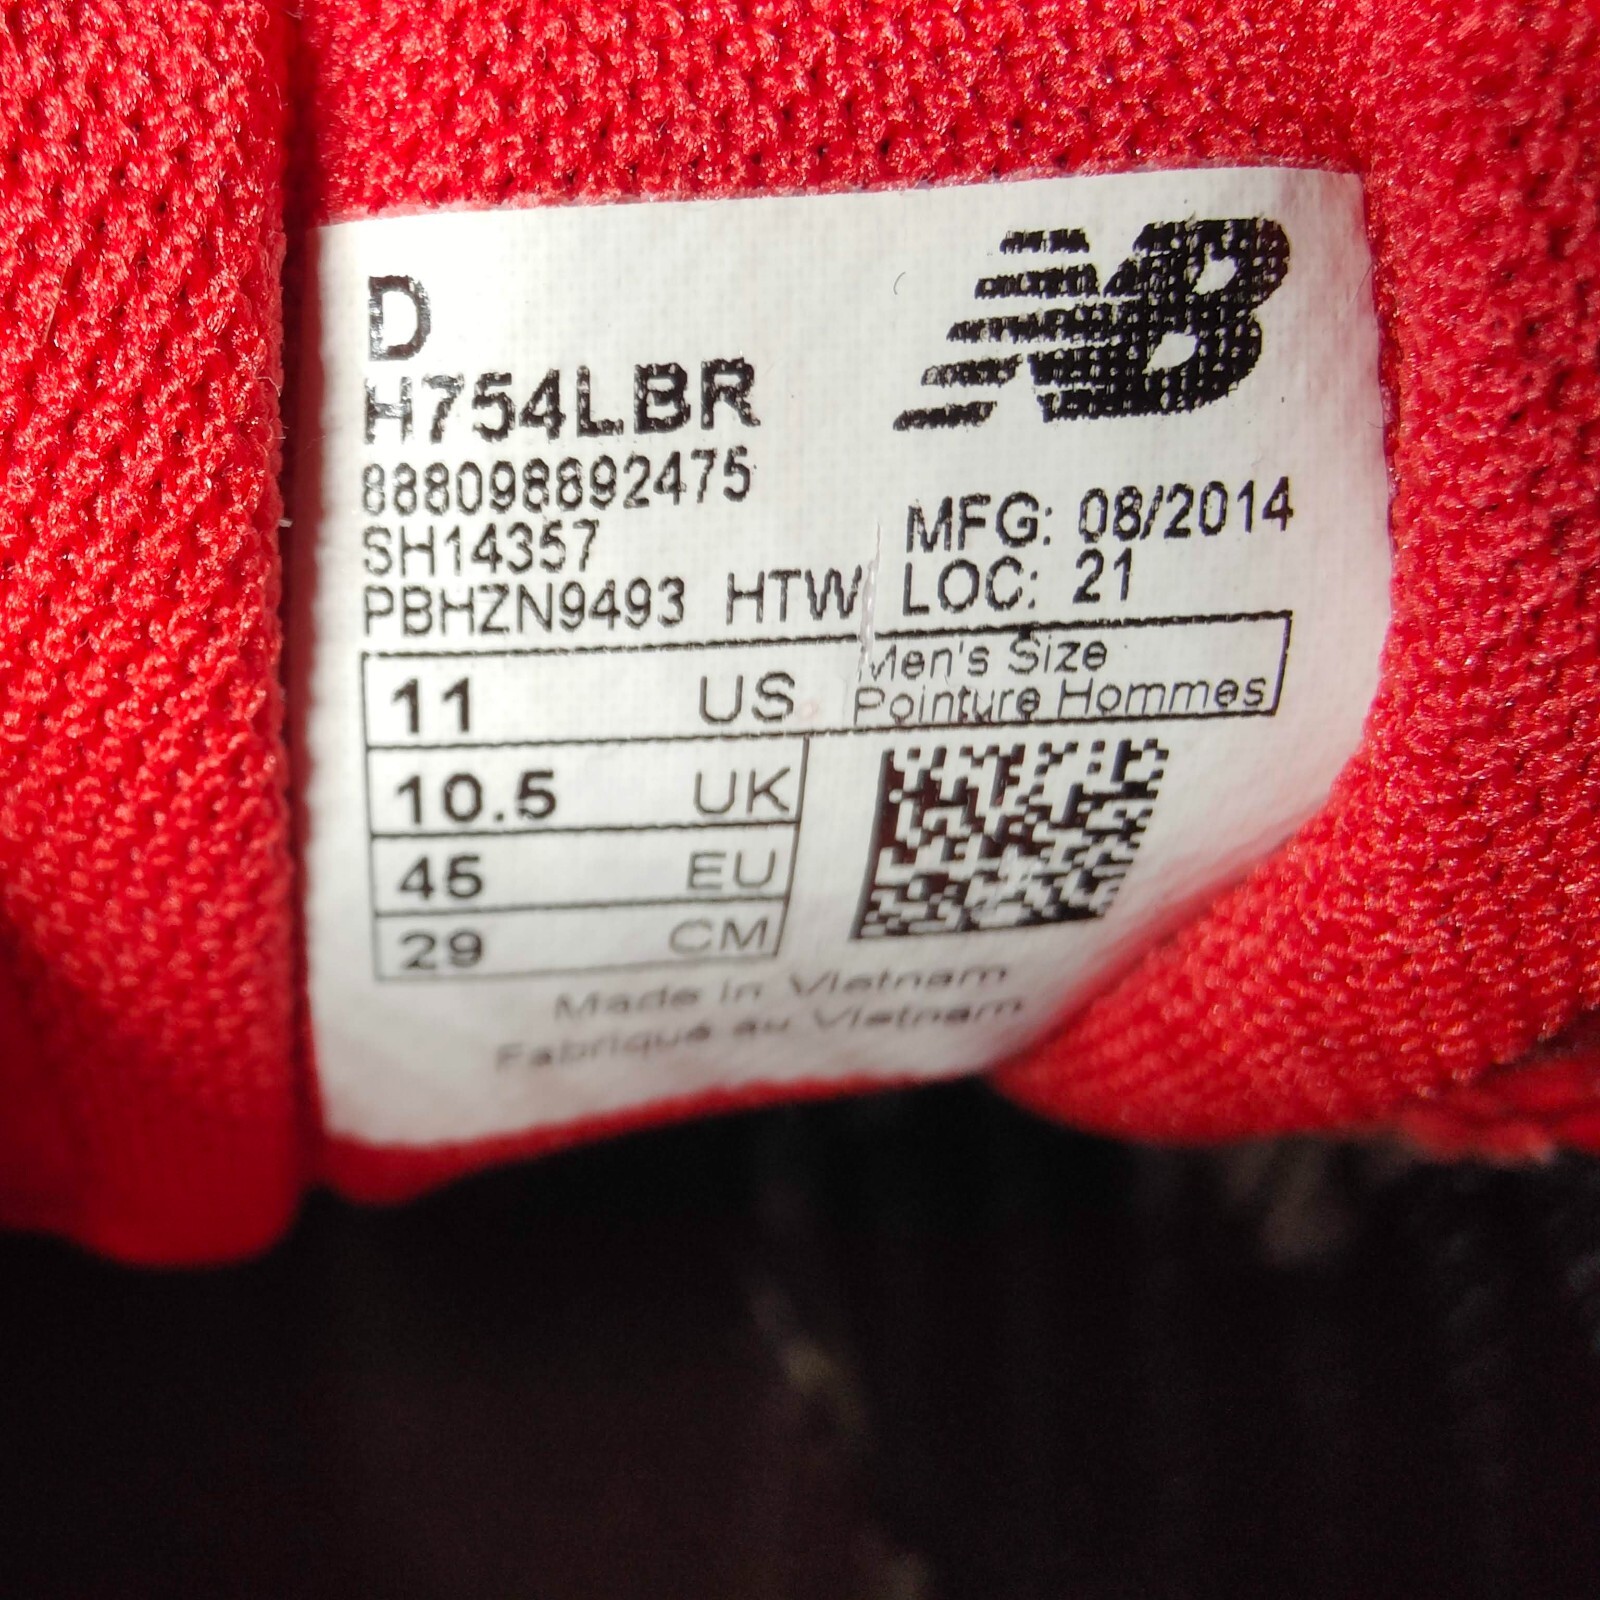 D
H754LBR
888098892475
SH14357
PBHZN9493 HTW
NB
MFG: 08/2014
LOC: 21
11 US Men's Size
Pointure Hommes
10.5 UK
45 EU
29 CM
Made in Vietnam
Fabriqué au Vietnam